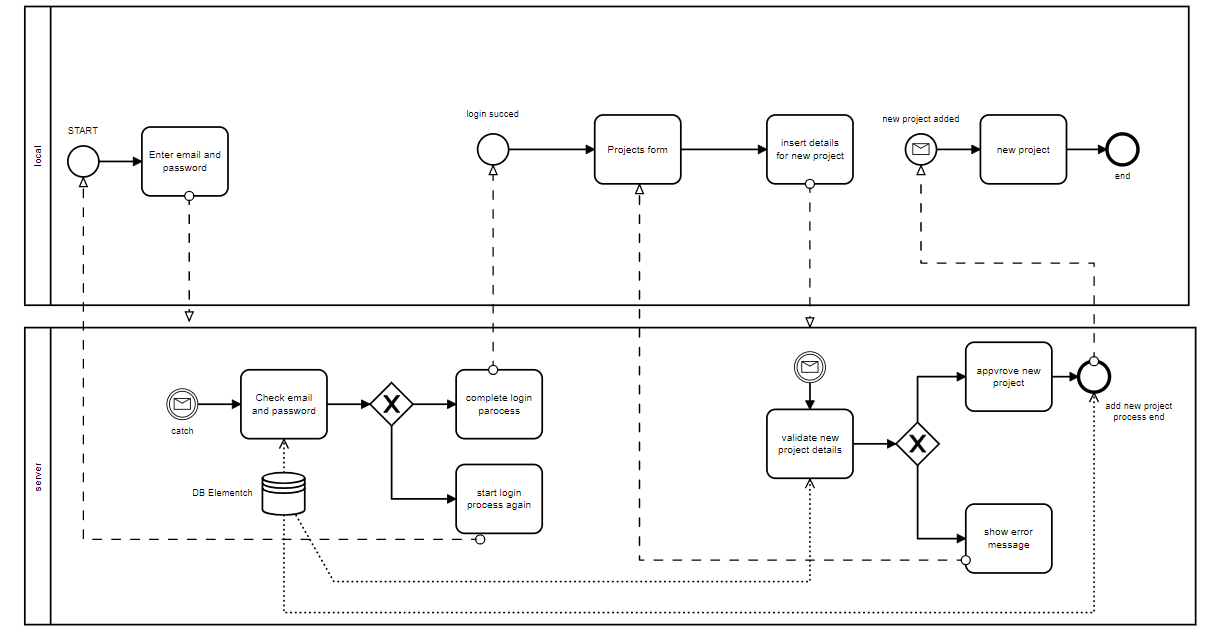 local
START
Enter email and
password
login succed
Projects form
insert details
for new project
new project added
new project
end
server
catch
Check email
and password
complete login
parocess
start login
process again
DB Elementch
validate new
project details
appvrove new
project
add new project
process end
show error
message